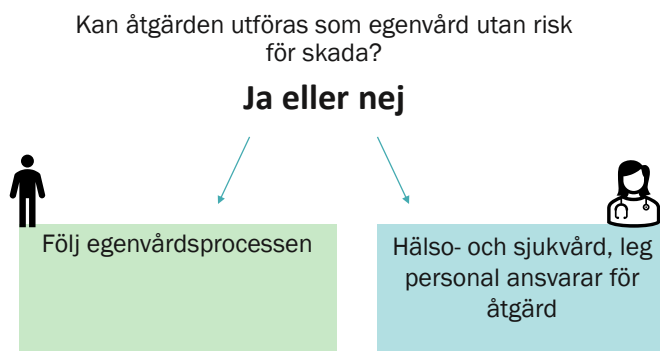 Kan åtgärden utföras som egenvård utan risk
för skada?
Ja eller nej
Följ egenvårdsprocessen
Hälso- och sjukvård, leg
personal ansvarar för
åtgärd